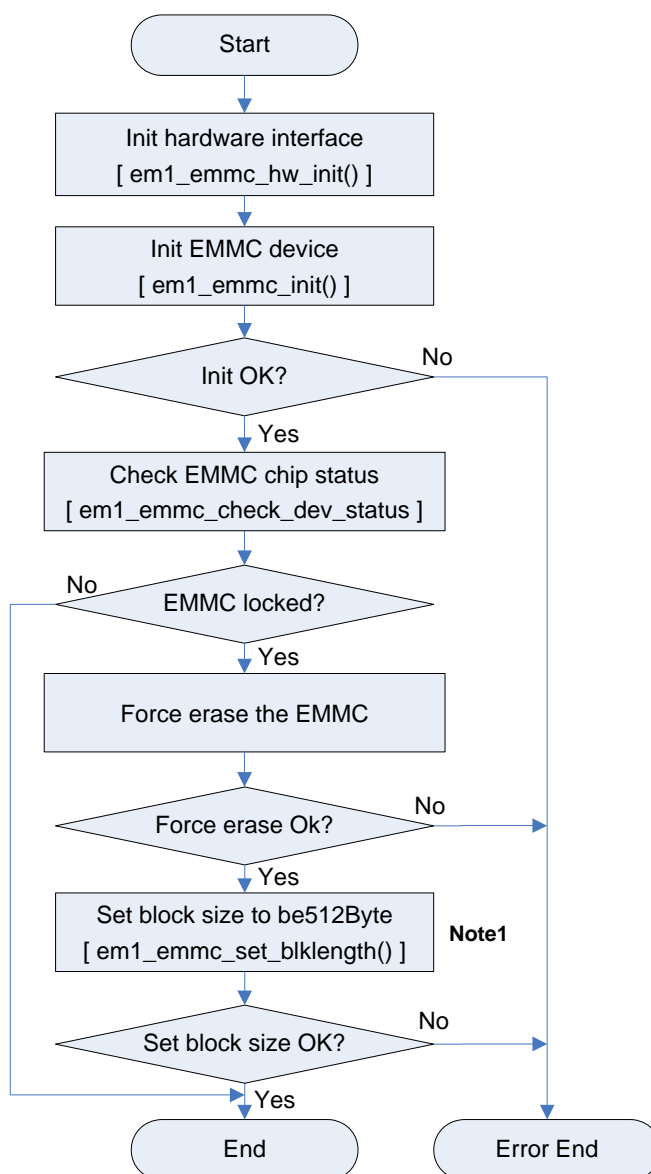 Start
Init hardware interface
[ em1_emmc_hw_init() ]
Init EMMC device
[ em1_emmc_init() ]
No
Init OK?
Yes
Check EMMC chip status
[ em1_emmc_check_dev_status ]
No
EMMC locked?
Yes
Force erase the EMMC
No
Force erase Ok?
Yes
Set block size to be512Byte
[ em1_emmc_set_blklength() ]
Note1
No
Set block size OK?
Yes
End
Error End